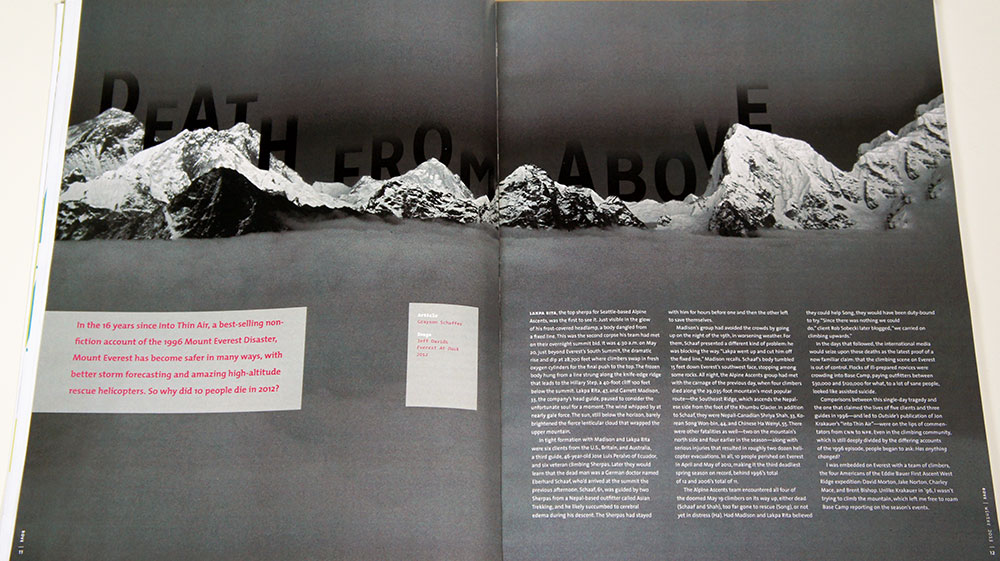 DEATH FROM ABOVE
In the 16 years since Into Thin Air, a best-selling non-
fiction account of the 1996 Mount Everest Disaster,
Mount Everest has become safer in many ways, with
better storm forecasting and amazing high-altitude
rescue helicopters. So why did 10 people die in 2012?
Article
Grayson Schaffer
Image
Everest At Dusk
2012
LAKPA RITA, the top sherpa for Seattle-based Alpine
Ascents, was the first to see it. Just visible in the glow
of his frost-covered headlamp, a body dangled from
a fixed line. This was the second corpse his team had met
on their overnight summit bid. It was 4:30 a.m. on May
20, just beyond Everest's South Summit, the dramatic
rise and dip at 28,700 feet where climbers swap in fresh
oxygen cylinders for the final push to the top. The frozen
body hung from a line strung along the knife-edge ridge
that leads to the Hillary Step, a 40-foot cliff 100 feet
below the summit. Lakpa Rita, 47, and Garrett Madison,
33, the company's head guide, paused to consider the
unfortunate soul for a moment. The wind whipped by at
nearly gale force. The sun, still below the horizon, barely
brightened the fierce lenticular cloud that wrapped the
upper mountain.
In tight formation with Madison and Lakpa Rita
were six clients from the U.S., Britain, and Australia,
a third guide, 46-year-old Jose Luis Peralvo of Ecuador,
and six veteran climbing Sherpas. Later they would
learn that the dead man was a German doctor named
Eberhard Schaaf, who'd arrived at the summit the
previous afternoon. Schaaf, 61, was guided by two
Sherpas from a Nepal-based outfitter called Asian
Trekking, and he likely succumbed to cerebral
edema during his descent. The Sherpas had stayed
with him for hours before one and then the other left
to save themselves.
Madison's group had avoided the crowds by going
up on the night of the 19th. In worsening weather. For
them, Schaaf presented a different kind of problem: he
was blocking the way. "Lakpa went up and cut him off
the fixed line," Madison recalls. Schaaf's body tumbled
15 feet down Everest's southwest face, stopping among
some rocks. All night, the Alpine Ascents group had met
with the carnage of the previous day, when four climbers
died along the 29,035-foot mountain's most popular
route—the Southeast Ridge, which ascends the Nepal-
ese side from the foot of the Khumbu Glacier. In addition
to Schaaf, they were Nepali-Canadian Shriya Shah, 33, Ko-
rean Song Won-bin, 44, and Chinese Ha Wenyi, 55. There
were other fatalities as well—two on the mountain's
north side and four earlier in the season—along with
serious injuries that resulted in roughly two dozen heli-
copter evacuations. In all, 10 people perished on Everest
in April and May of 2012, making it the third deadliest
spring season on record, behind 1996's total
of 12 and 2006's total of 11.
The Alpine Ascents team encountered all four of
the doomed May 19 climbers on its way up, either dead
(Schaaf and Shah), too far gone to rescue (Song), or not
yet in distress (Ha). Had Madison and Lakpa Rita believed
they could help Song, they would have been duty-bound
to try. "Since there was nothing we could
do," client Rob Sobecki later blogged, "we carried on
climbing upwards."
In the days that followed, the international media
would seize upon these deaths as the latest proof of a
now familiar claim: that the climbing scene on Everest
is out of control. Flocks of ill-prepared novices were
crowding into Base Camp, paying outfitters between
$30,000 and $120,000 for what, to a lot of sane people,
looked like assisted suicide.
Comparisons between this single-day tragedy and
the one that claimed the lives of five clients and three
guides in 1996—and led to Outside's publication of Jon
Krakauer's "Into Thin Air"—were on the lips of commen-
tators from CNN to NPR. Even in the climbing community,
which is still deeply divided by the differing accounts
of the 1996 episode, people began to ask: Has anything
changed?
I was embedded on Everest with a team of climbers,
the four Americans of the Eddie Bauer First Ascent West
Ridge expedition: David Morton, Jake Norton, Charley
Mace, and Brent Bishop. Unlike Krakauer in '96, I wasn't
trying to climb the mountain, which left me free to roam
Base Camp reporting on the season's events.
12